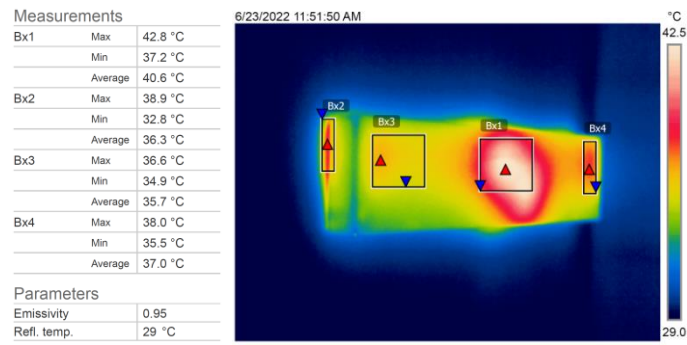 Measurements
Bx1 Max 42.8 °C
Min 37.2 °C
Average 40.6 °C
Bx2 Max 38.9 °C
Min 32.8 °C
Average 36.3 °C
Bx3 Max 36.6 °C
Min 34.9 °C
Average 35.7 °C
Bx4 Max 38.0 °C
Min 35.5 °C
Average 37.0 °C
Parameters
Emissivity 0.95
Refl. temp. 29 °C
6/23/2022 11:51:50 AM
°C
42.5
Bx2
Bx3
Bx1
Bx4
29.0